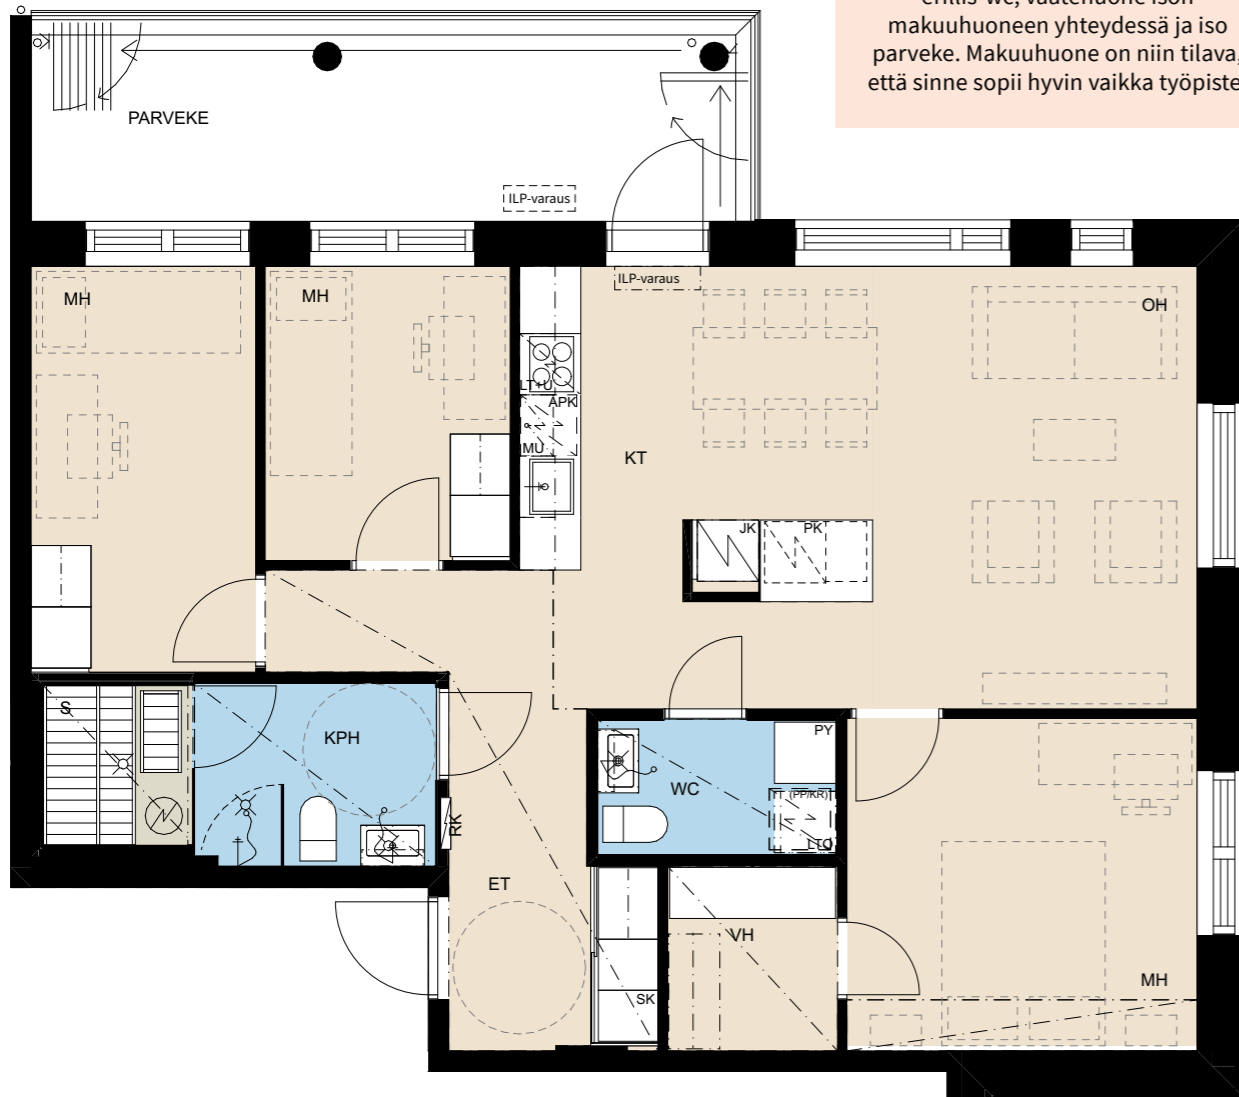 erillis-wc, vaatehuone ison
makuuhuoneen yhteydessä ja iso
parveke. Makuuhuone on niin tilava,
että sinne sopii hyvin vaikka työpiste
PARVEKE
ILP-varaus
ILP-varaus
MH
MH
OH
LT+U
APK
MU
KT
JK
PK
S
KPH
RK
WC
PY
(PP/KR)
LTO
ET
VH
SK
MH